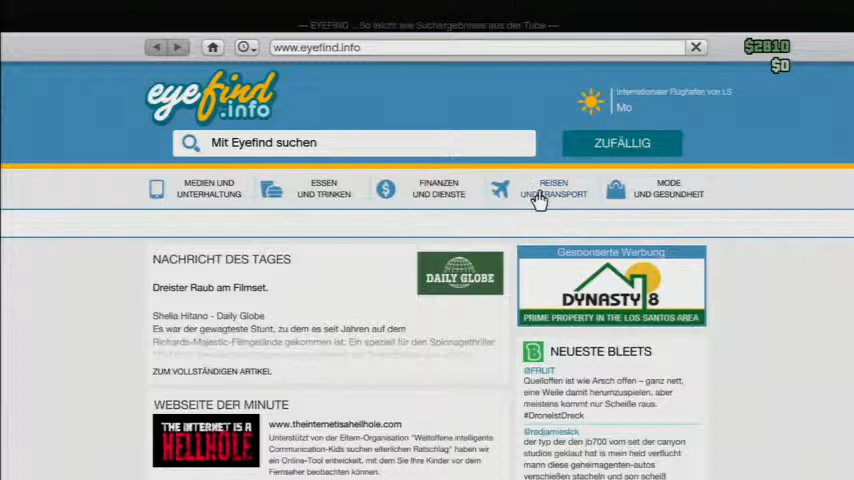 --- EYEFIND... So leicht wie Suchergebnisse aus der Tube ---
www.eyefind.info
$2810
$0
eyefind
.info
Internationaler Flughafen von LS
Mo
Mit Eyefind suchen
ZUFÄLLIG
MEDIEN UND
UNTERHALTUNG
ESSEN
UND TRINKEN
FINANZEN
UND DIENSTE
REISEN
UND TRANSPORT
MODE
UND GESUNDHEIT
NACHRICHT DES TAGES
DAILY GLOBE
Dreister Raub am Filmset.
Shelia Hitano - Daily Globe
Es war der gewagteste Stunt, zu dem es seit Jahren auf dem
Richards-Majestic-Filmgelände gekommen ist: Ein speziell für den Spionagethriller
ZUM VOLLSTÄNDIGEN ARTIKEL
WEBSEITE DER MINUTE
THE INTERNET IS A
HELLHOLE
www.theinternetisahellhole.com
Unterstützt von der Eltern-Organisation "Weltoffene intelligente
Communication-Kids suchen elterlichen Ratschlag" haben wir
ein Online-Tool entwickelt, mit dem Sie Ihre Kinder vor dem
Fernseher beobachten können.
Gesponserte Werbung
DYNASTY 8
PRIME PROPERTY IN THE LOS SANTOS AREA
NEUESTE BLEETS
@FRUIT
Quelloffen ist wie Arsch offen – ganz nett,
eine Weile damit herumzuspielen, aber
meistens kommt nur Scheiße raus.
#DroneIstDreck
@redjamiesick
der typ der den jb700 vom set der canyon
studios geklaut hat is mein held verflucht
mann diese geheimagenten-autos
verschießen stacheln und son scheiß